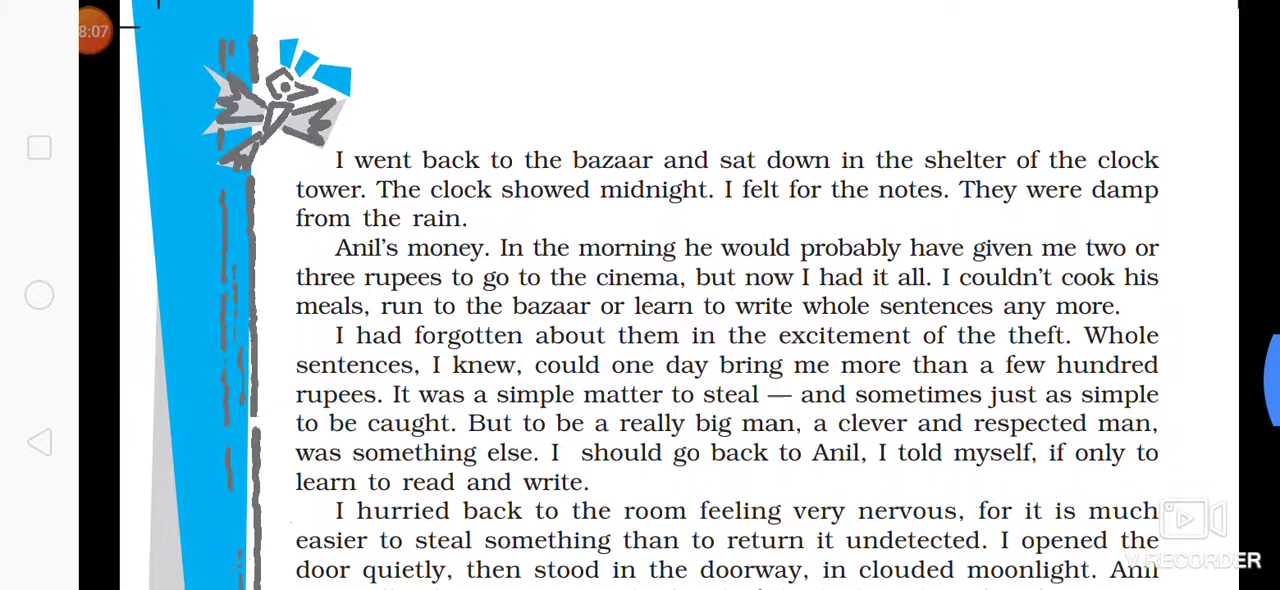 8:07
I went back to the bazaar and sat down in the shelter of the clock
tower. The clock showed midnight. I felt for the notes. They were damp
from the rain.
Anil's money. In the morning he would probably have given me two or
three rupees to go to the cinema, but now I had it all. I couldn't cook his
meals, run to the bazaar or learn to write whole sentences any more.
I had forgotten about them in the excitement of the theft. Whole
sentences, I knew, could one day bring me more than a few hundred
rupees. It was a simple matter to steal — and sometimes just as simple
to be caught. But to be a really big man, a clever and respected man,
was something else. I should go back to Anil, I told myself, if only to
learn to read and write.
I hurried back to the room feeling very nervous, for it is much
easier to steal something than to return it undetected. I opened the
door quietly, then stood in the doorway, in clouded moonlight. Anil
V RECORDER